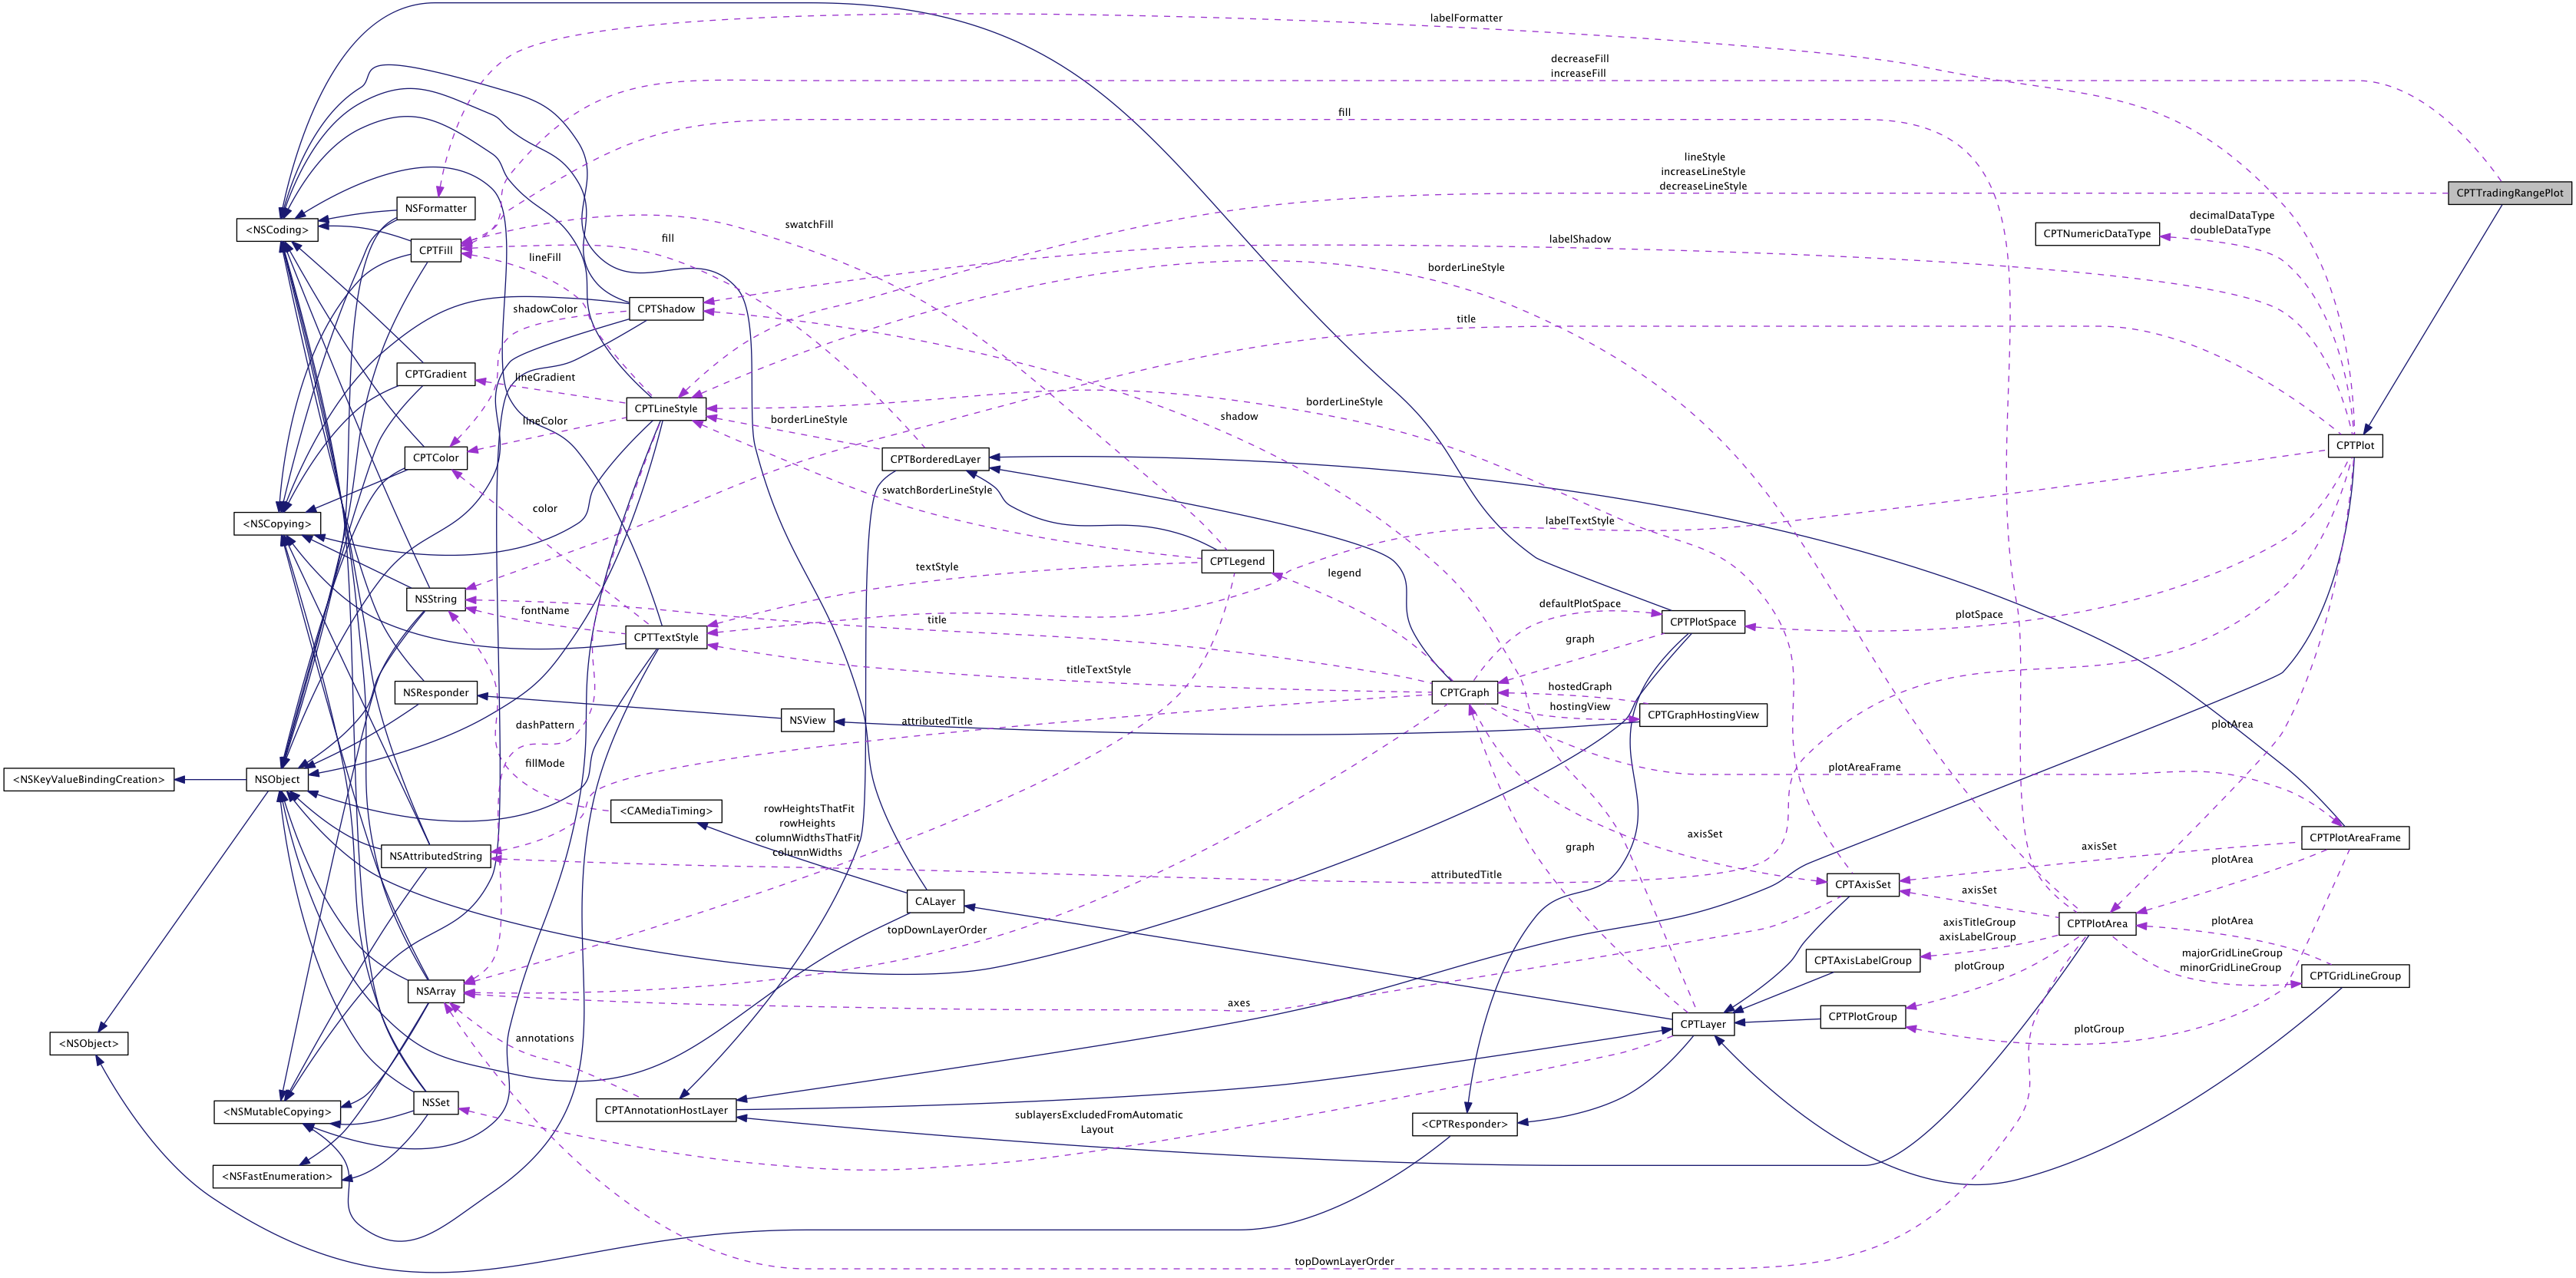 labelFormatter
decreaseFill
increaseFill
fill
lineStyle
increaseLineStyle
decreaseLineStyle
CPTTradingRangePlot
NSFormatter
decimalDataType
doubleDataType
swatchFill
<NSCoding>
CPTNumericDataType
fill
labelShadow
CPTFill
lineFill
borderLineStyle
shadowColor
CPTShadow
title
CPTGradient
lineGradient
borderLineStyle
CPTLineStyle
shadow
borderLineStyle
lineColor
CPTPlot
CPTColor
CPTBorderedLayer
swatchBorderLineStyle
color
<NSCopying>
labelTextStyle
CPTLegend
textStyle
legend
NSString
defaultPlotSpace
fontName
title
plotSpace
CPTPlotSpace
CPTTextStyle
graph
titleTextStyle
hostedGraph
NSResponder
CPTGraph
hostingView
CPTGraphHostingView
NSView
attributedTitle
dashPattern
plotArea
fillMode
plotAreaFrame
<NSKeyValueBindingCreation>
NSObject
rowHeightsThatFit
rowHeights
columnWidthsThatFit
columnWidths
<CAMediaTiming>
axisSet
CPTPlotAreaFrame
axisSet
graph
plotArea
NSAttributedString
attributedTitle
CPTAxisSet
axisSet
CALayer
plotArea
axisTitleGroup
axisLabelGroup
CPTPlotArea
topDownLayerOrder
majorGridLineGroup
minorGridLineGroup
CPTAxisLabelGroup
plotGroup
CPTGridLineGroup
NSArray
axes
CPTPlotGroup
CPTLayer
plotGroup
annotations
<NSObject>
NSSet
<NSMutableCopying>
CPTAnnotationHostLayer
sublayersExcludedFromAutomatic
Layout
<CPTResponder>
<NSFastEnumeration>
topDownLayerOrder